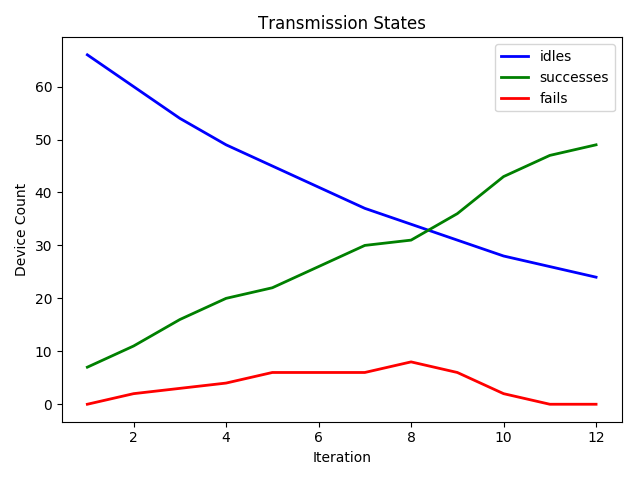 Transmission States
idles
successes
fails
Device Count
60
50
40
30
20
10
0
2 4 6 8 10 12
Iteration